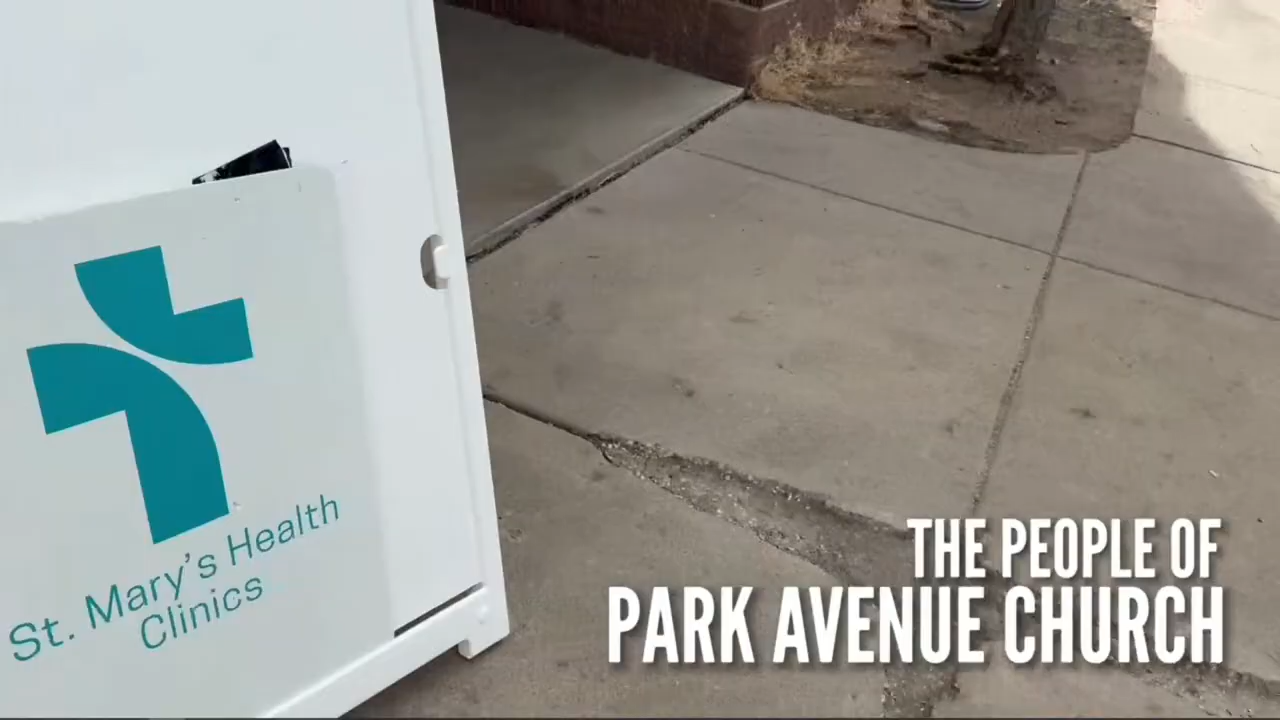 St. Mary's Health
Clinics
THE PEOPLE OF
PARK AVENUE CHURCH